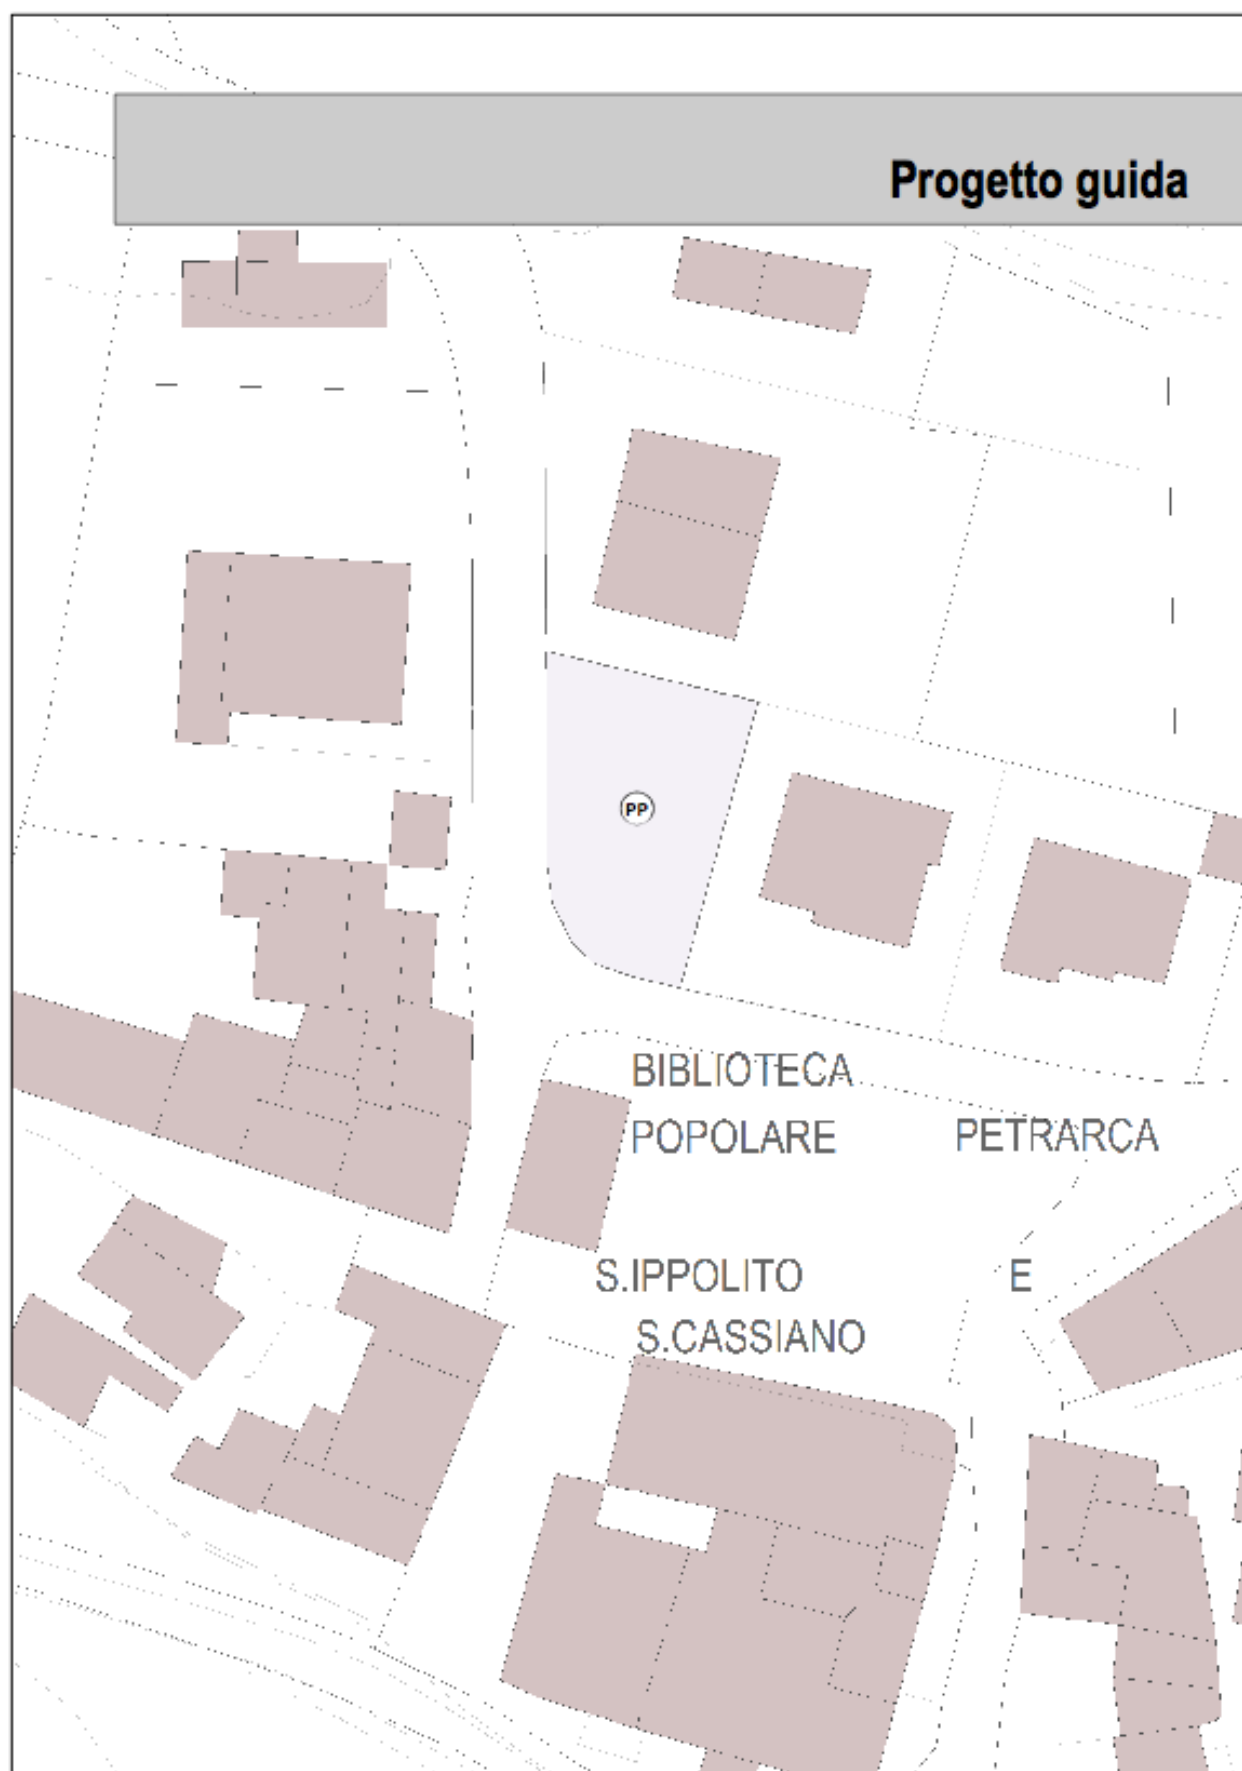 Progetto guida
PP
BIBLIOTECA
POPOLARE PETRARCA
S.IPPOLITO E
S.CASSIANO